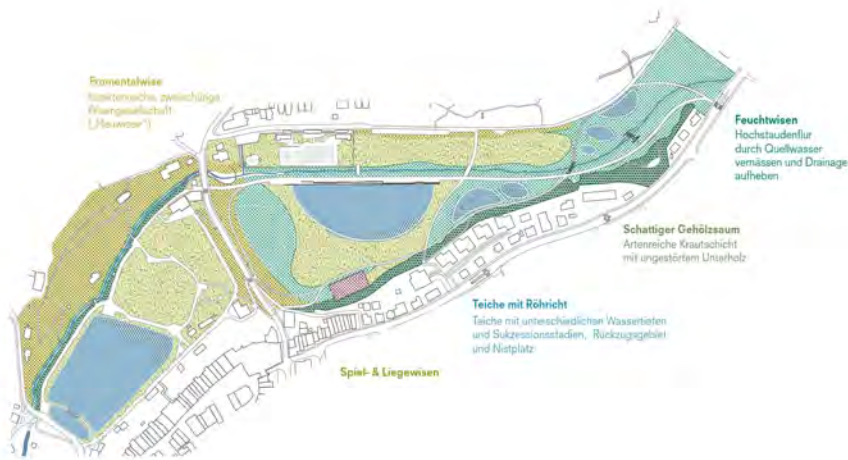 Fromentalwise
Insektenreiche, zweischürige
Wiesengesellschaft
("Heuwiese")
Feuchtwisen
Hochstaudenflur
durch Quellwasser
vernässen und Drainage
aufheben
Schattiger Gehölzsaum
Artenreiche Krautschicht
mit ungestörtem Unterholz
Teiche mit Röhricht
Teiche mit unterschiedlichen Wassertiefen
und Sukzessionsstadien, Rückzugsgebiet
und Nistplatz
Spiel- & Liegewisen